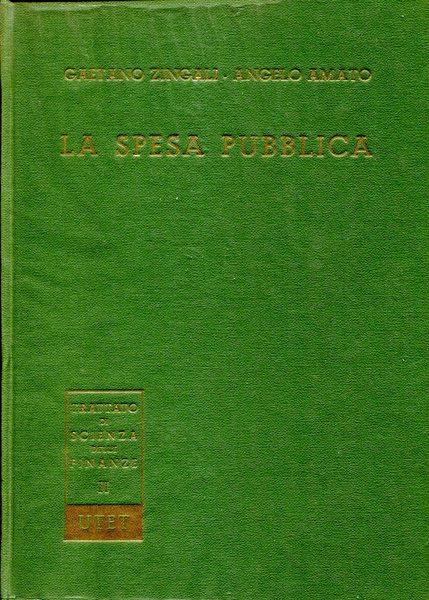 GAETANO ZINGALI · ANGELO AMATO
LA SPESA PUBBLICA
TRATTATO
DI
SCIENZA
DELLE
FINANZE
II
UTET